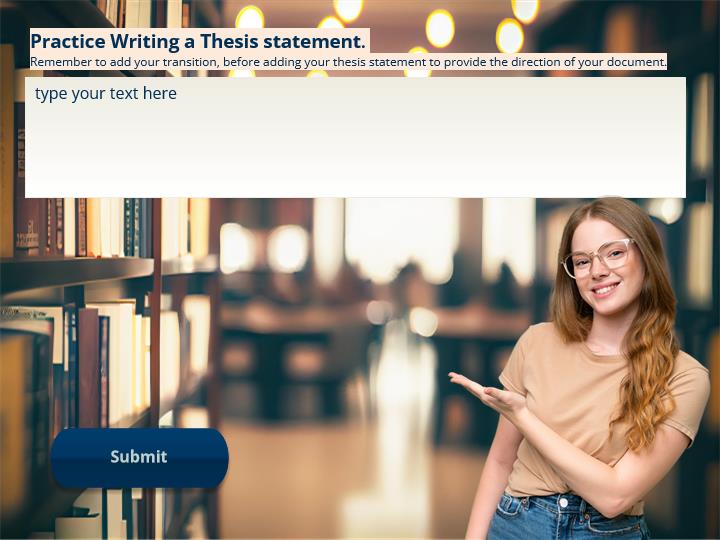 Practice Writing a Thesis statement.
Remember to add your transition, before adding your thesis statement to provide the direction of your document.
type your text here
Submit